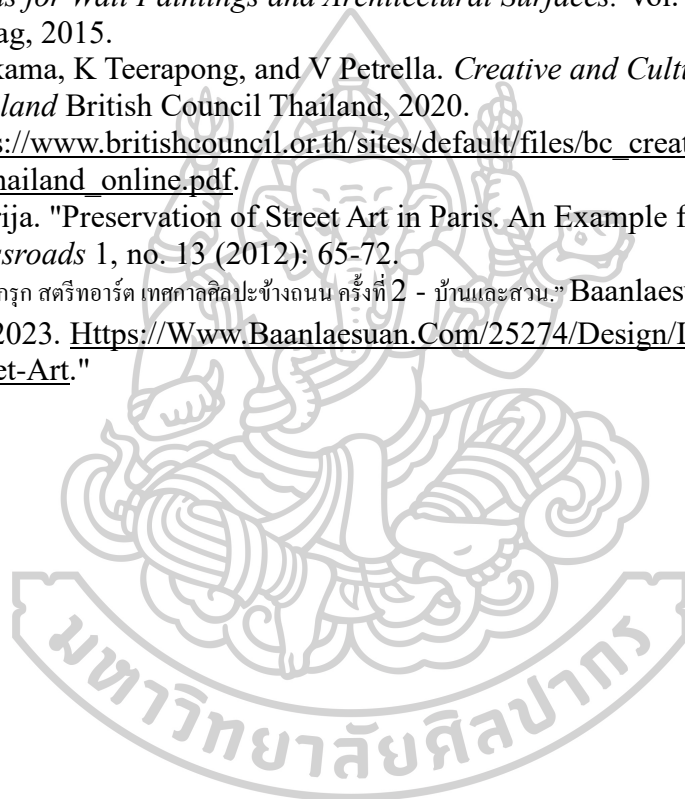 for Wall Paintings and Architectural Surfaces. Vol.
ag, 2015.
kama, K Teerapong, and V Petrella. Creative and Cultu
land British Council Thailand, 2020.
s://www.britishcouncil.or.th/sites/default/files/bc_creat
hailand_online.pdf.
rija. "Preservation of Street Art in Paris. An Example f
ssroads 1, no. 13 (2012): 65-72.
กรุก สตรีทอาร์ต เทศกาลศิลปะข้างถนน ครั้งที่ 2 - บ้านและสวน.” Baanlaesu
2023. Https://Www.Baanlaesuan.Com/25274/Design/
et-Art."
มหาวิทยาลัยศิลปากร